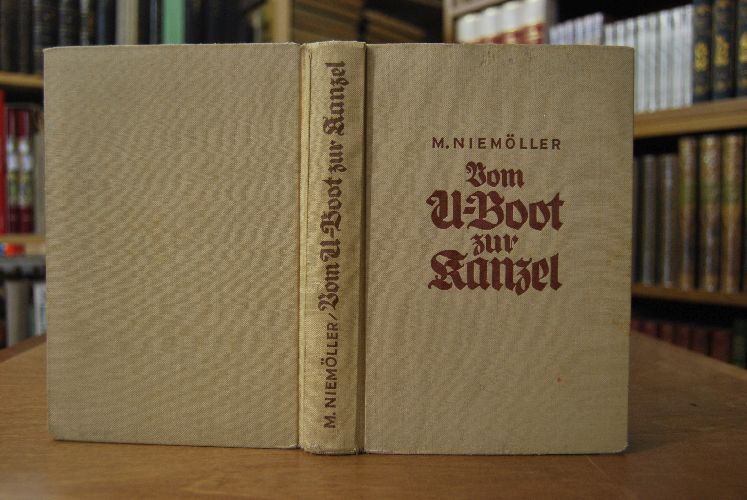 M. NIEMÖLLER
Vom
U-Boot
zur
Kanzel
M. NIEMÖLLER / Vom U-Boot zur Kanzel